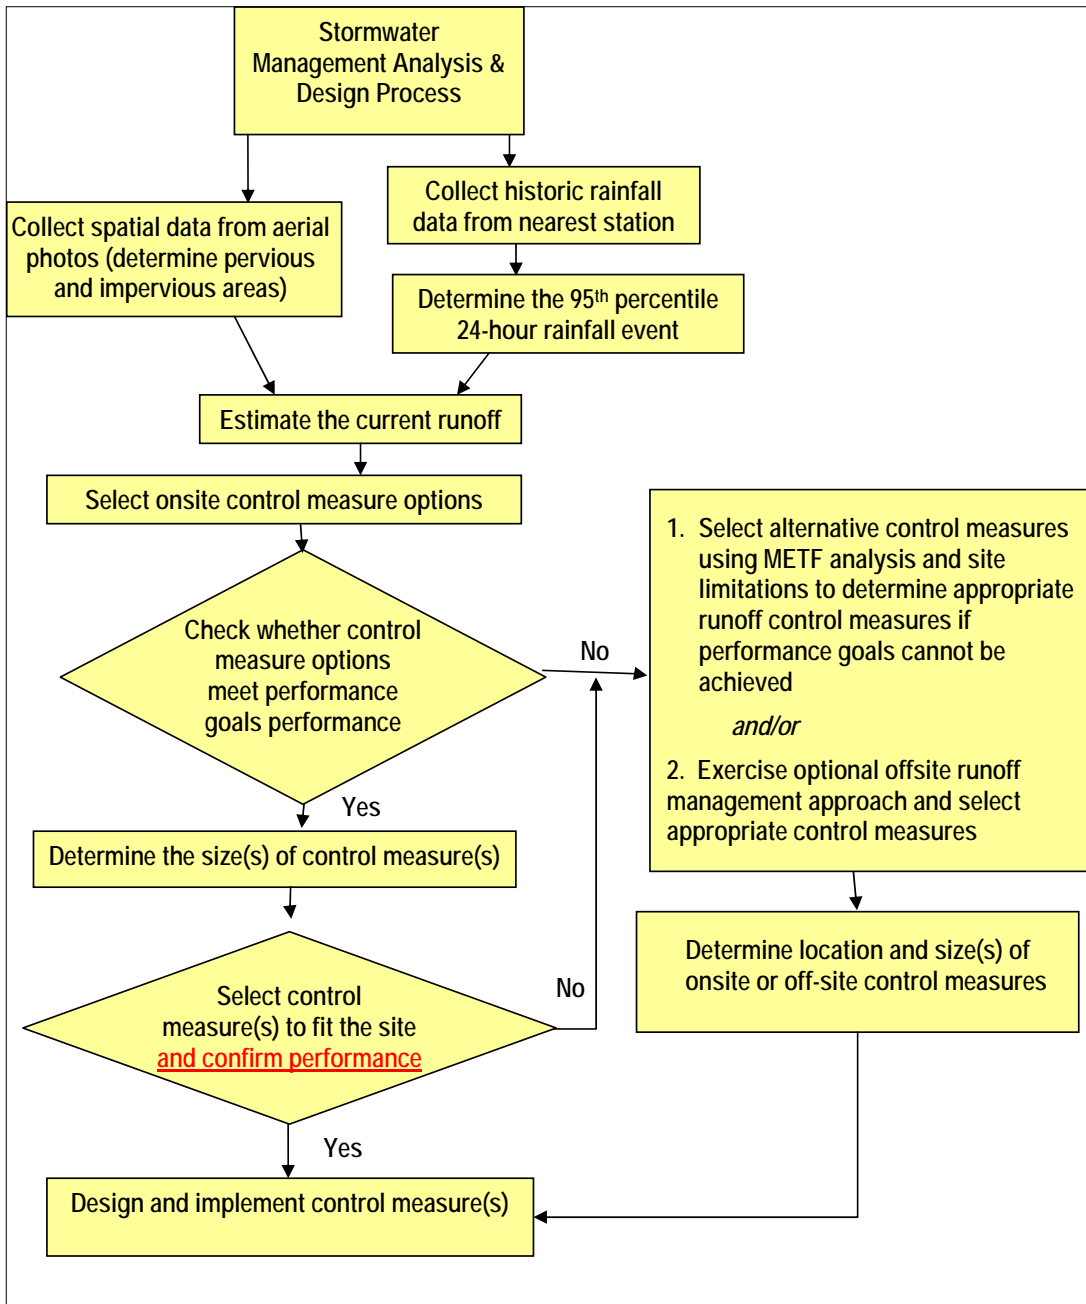 Stormwater
Management Analysis &
Design Process
Collect historic rainfall
data from nearest station
Collect spatial data from aerial
photos (determine pervious
and impervious areas)
Determine the 95th percentile
24-hour rainfall event
Estimate the current runoff
Select onsite control measure options
Check whether control
measure options
meet performance
goals performance
No
1. Select alternative control measures
using METF analysis and site
limitations to determine appropriate
runoff control measures if
performance goals cannot be
achieved
and/or
2. Exercise optional offsite runoff
management approach and select
appropriate control measures
Yes
Determine the size(s) of control measure(s)
Determine location and size(s) of
onsite or off-site control measures
Select control
measure(s) to fit the site
and confirm performance
No
Yes
Design and implement control measure(s)